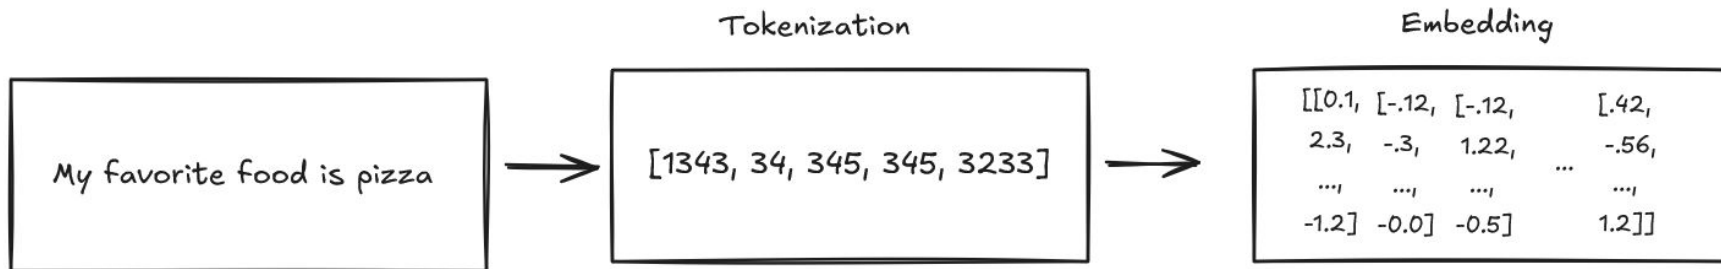 Tokenization
Embedding
My favorite food is pizza
[1343, 34, 345, 345, 3233]
[[0.1, [-.12, [-.12, [.42,
2.3, -.3, 1.22, ... -.56,
..., ..., ..., ...,
-1.2] -0.0] -0.5] 1.2]]